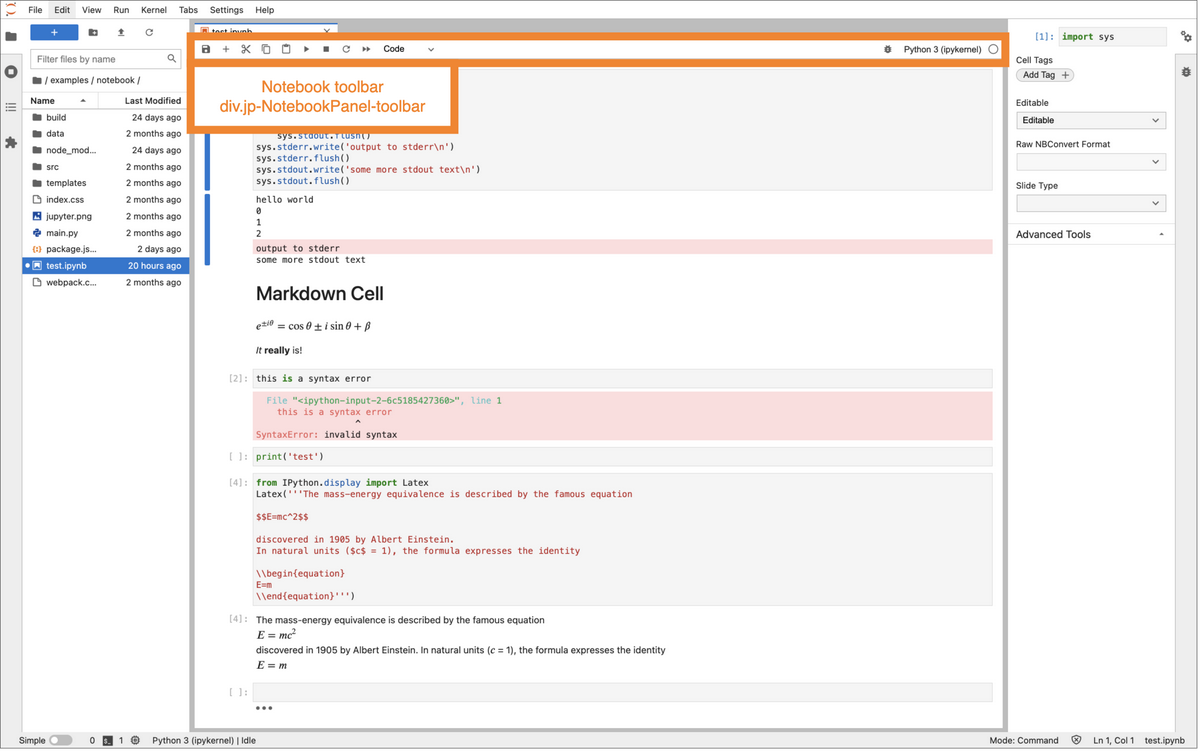 File Edit View Run Kernel Tabs Settings Help
+
test.ipynb
Code
Python 3 (ipykernel)
Filter files by name
/ examples / notebook /
Name Last Modified
build 24 days ago
data 2 months ago
node_mod... 24 days ago
src 2 months ago
templates 2 months ago
index.css 2 months ago
jupyter.png 2 months ago
main.py 2 months ago
package.js... 2 days ago
test.ipynb 20 hours ago
webpack.c... 2 months ago
Notebook toolbar
div.jp-NotebookPanel-toolbar
sys.stdout.flush()
sys.stderr.write('output to stderr\n')
sys.stderr.flush()
sys.stdout.write('some more stdout text\n')
sys.stdout.flush()
hello world
0
1
2
output to stderr
some more stdout text
Markdown Cell
e±iθ = cos θ ± i sin θ + β
It really is!
[2]: this is a syntax error
File "<ipython-input-2-6c5185427360>", line 1
this is a syntax error
^
SyntaxError: invalid syntax
[ ]: print('test')
[4]: from IPython.display import Latex
Latex('''The mass-energy equivalence is described by the famous equation
$$E=mc^2$$
discovered in 1905 by Albert Einstein.
In natural units ($c$ = 1), the formula expresses the identity
\\begin{equation}
E=m
\\end{equation}''')
[4]: The mass-energy equivalence is described by the famous equation
E = mc²
discovered in 1905 by Albert Einstein. In natural units (c = 1), the formula expresses the identity
E = m
[ ]:
[1]: import sys
Cell Tags
Add Tag +
Editable
Editable
Raw NBConvert Format
Slide Type
Advanced Tools
Simple 0 1 Python 3 (ipykernel) | Idle
Mode: Command Ln 1, Col 1 test.ipynb